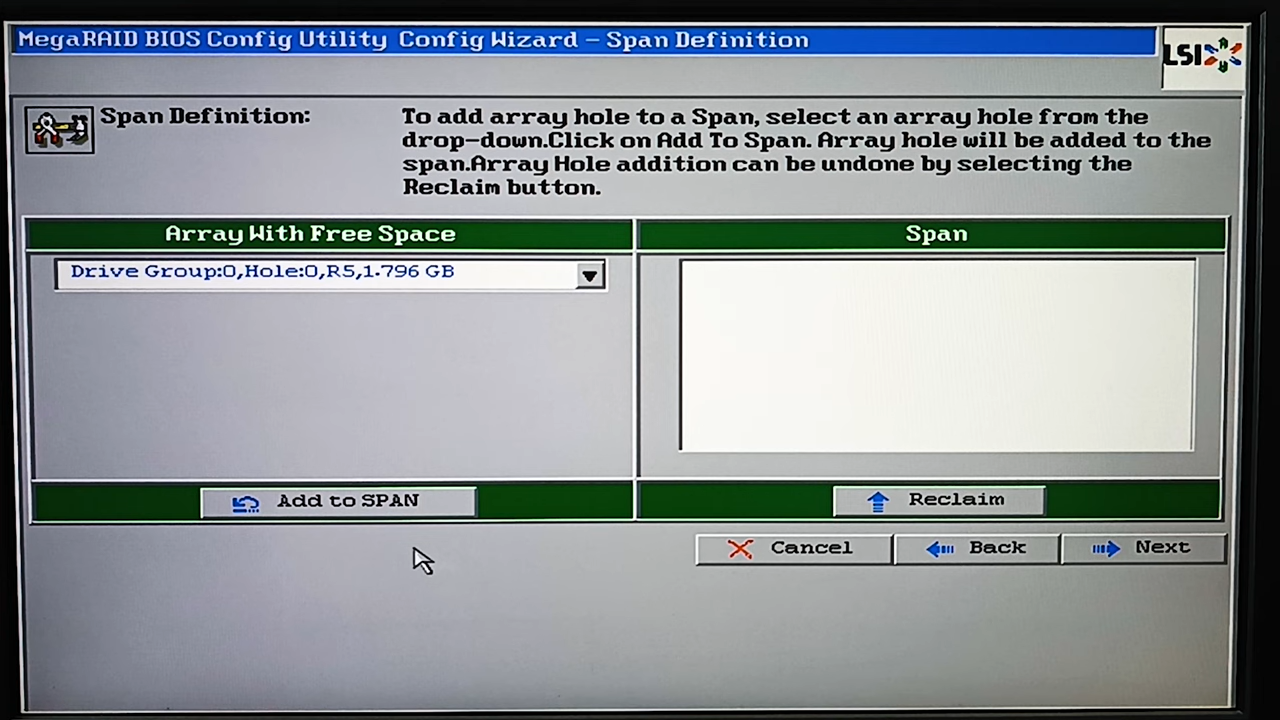 MegaRAID BIOS Config Utility Config Wizard – Span Definition
LSI
Span Definition:
To add array hole to a Span, select an array hole from the
drop–down.Click on Add To Span. Array hole will be added to the
span.Array Hole addition can be undone by selecting the
Reclaim button.
Array With Free Space
Span
Drive Group:0,Hole:0,R5,1.796 GB
Add to SPAN
Reclaim
Cancel
Back
Next